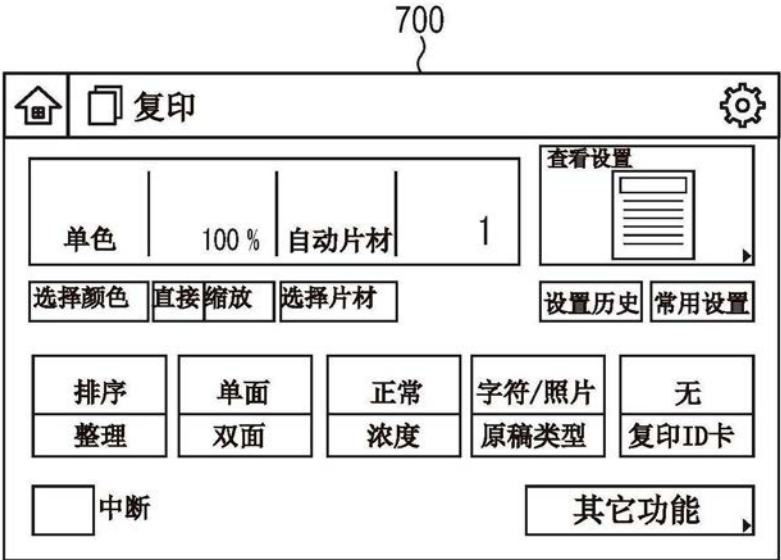 700
复印
查看设置
单色 100 % 自动片材 1
选择颜色 直接 缩放 选择片材 设置历史 常用设置
排序 单面 正常 字符/照片 无
整理 双面 浓度 原稿类型 复印ID卡
中断 其它功能